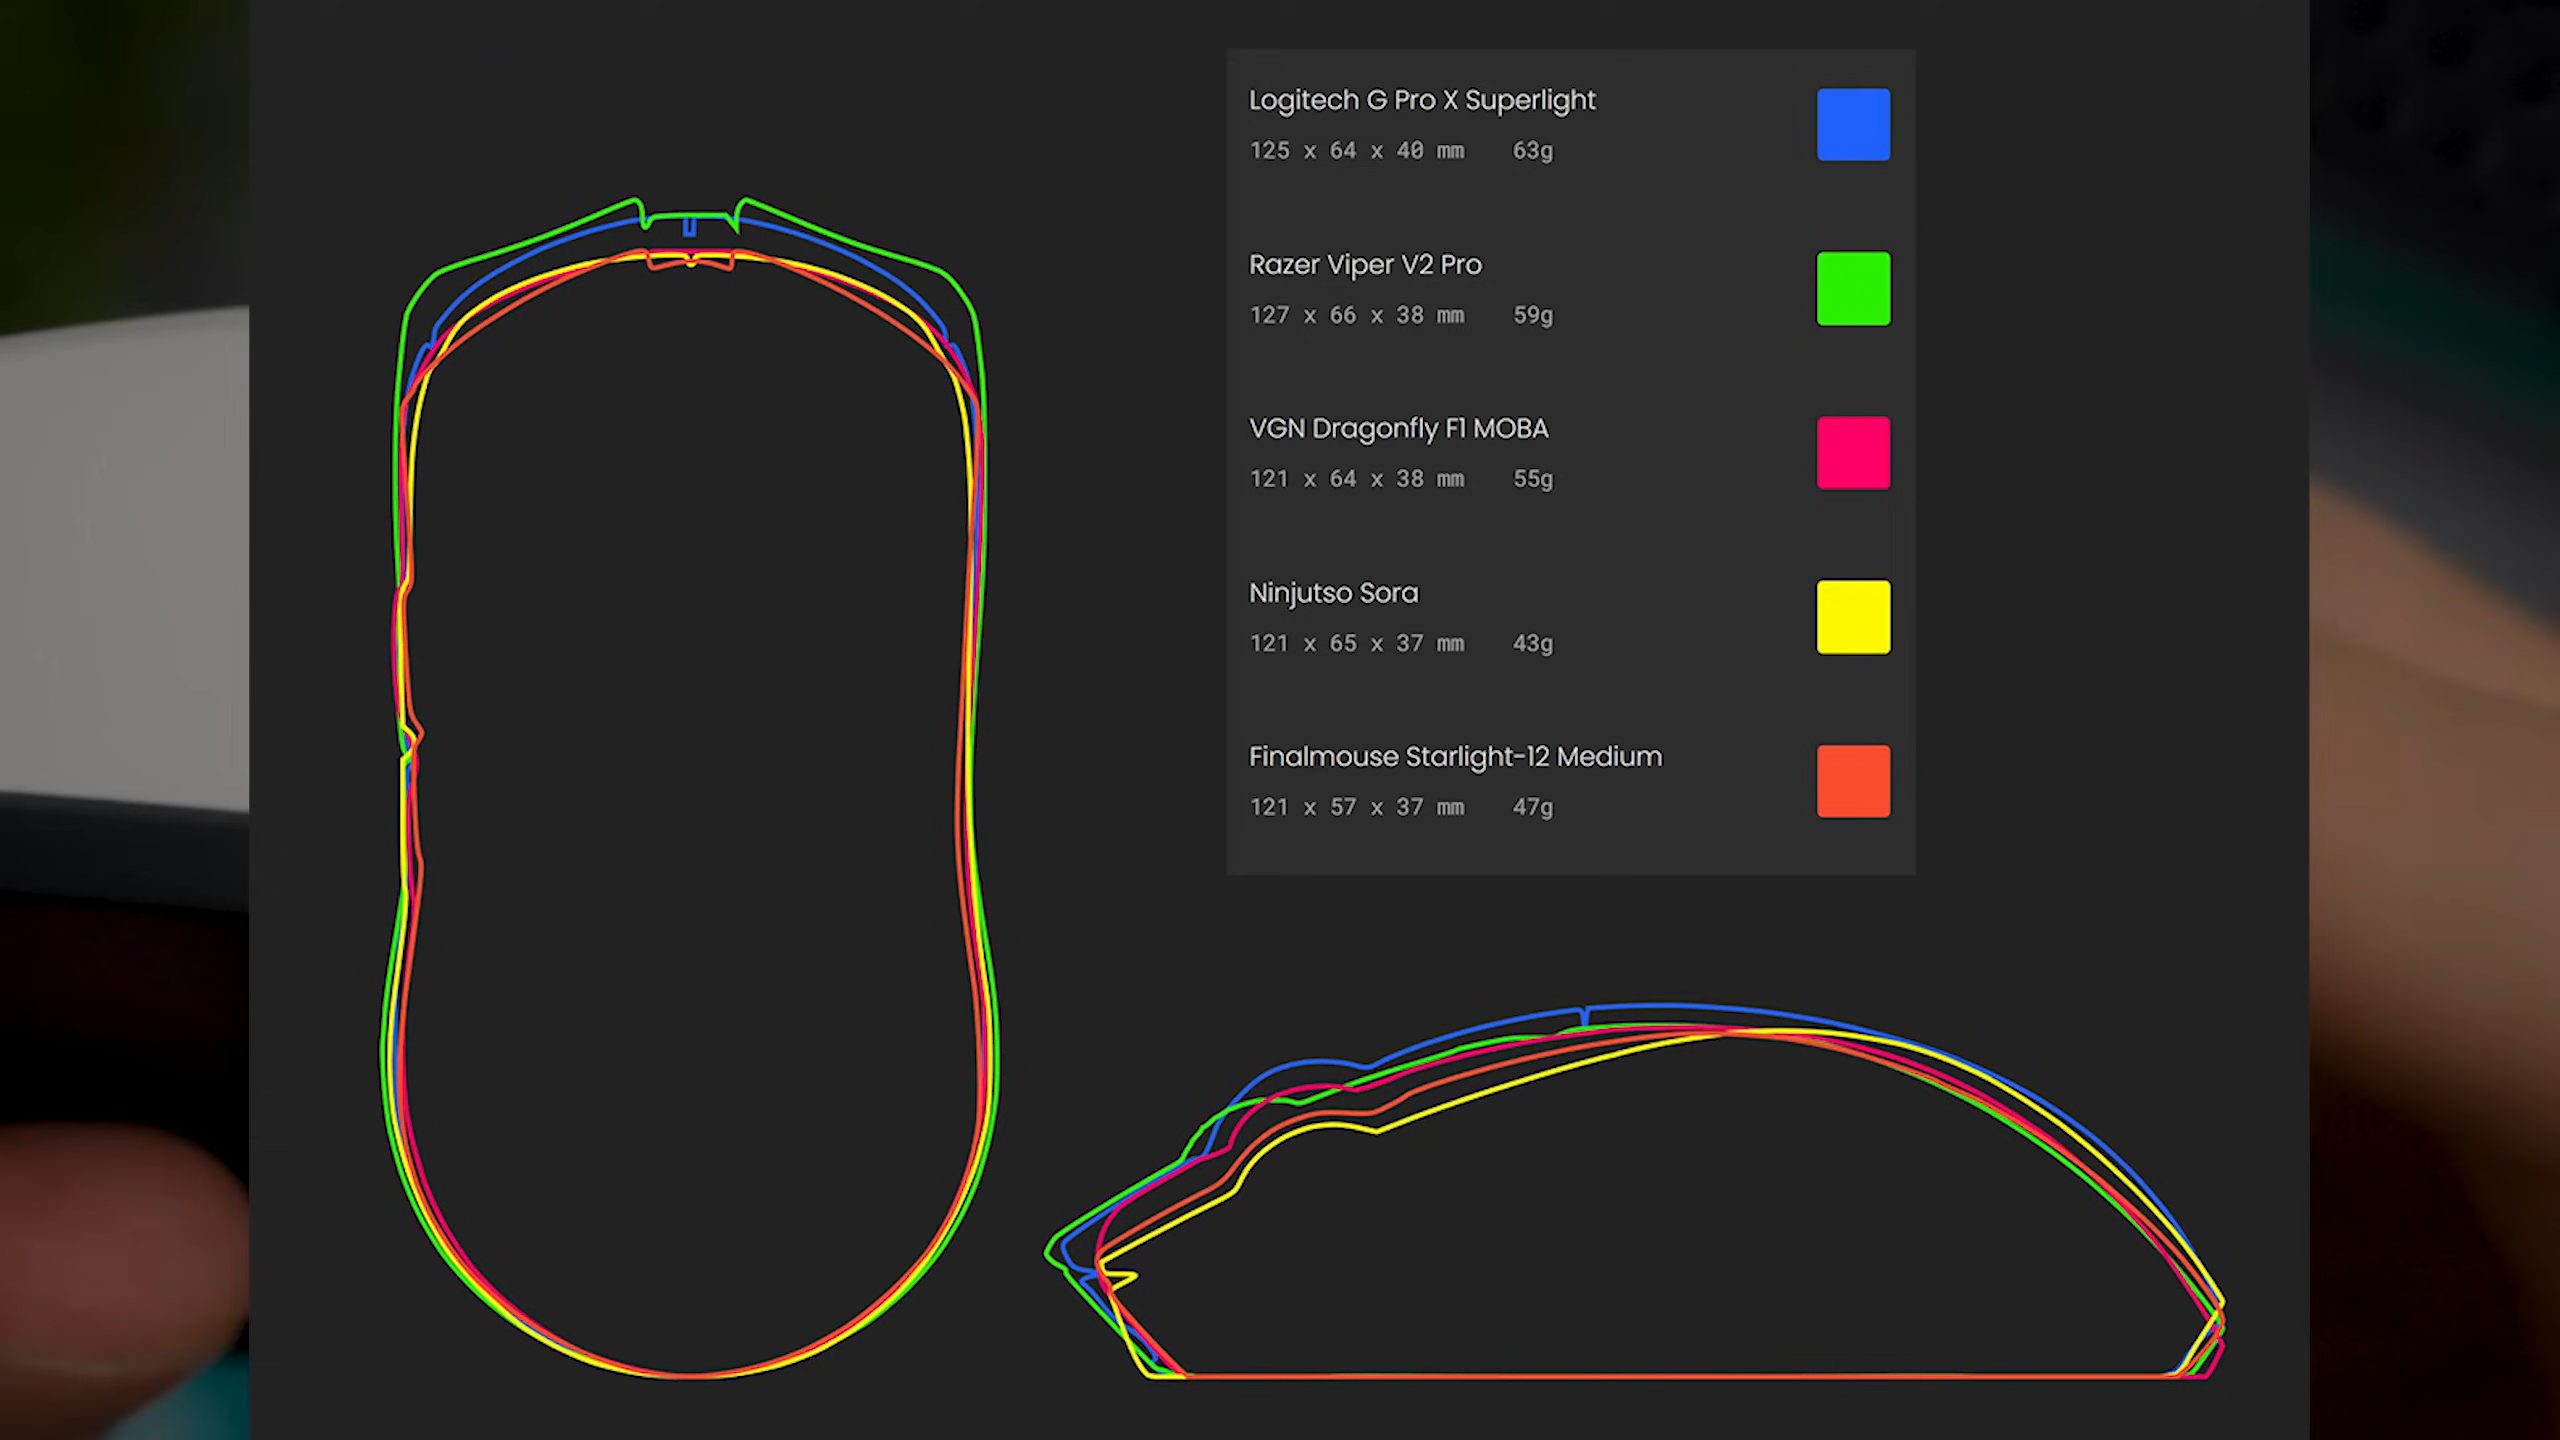 Logitech G Pro X Superlight
125 x 64 x 40 mm 63g
Razer Viper V2 Pro
127 x 66 x 38 mm 59g
VGN Dragonfly F1 MOBA
121 x 64 x 38 mm 55g
Ninjutso Sora
121 x 65 x 37 mm 43g
Finalmouse Starlight-12 Medium
121 x 57 x 37 mm 47g